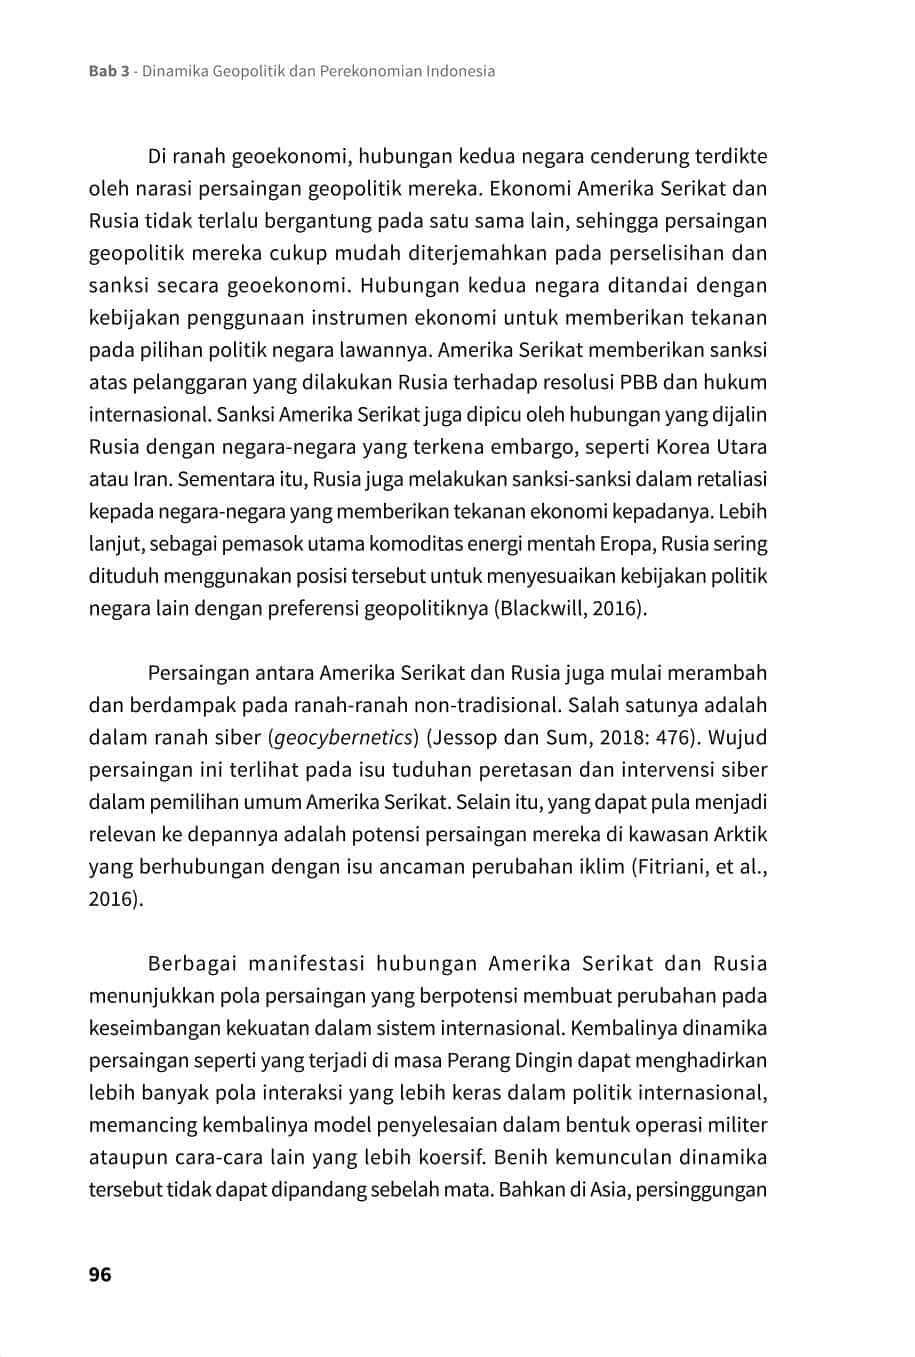 Bab 3 - Dinamika Geopolitik dan Perekonomian Indonesia
Di ranah geoekonomi, hubungan kedua negara cenderung terdikte
oleh narasi persaingan geopolitik mereka. Ekonomi Amerika Serikat dan
Rusia tidak terlalu bergantung pada satu sama lain, sehingga persaingan
geopolitik mereka cukup mudah diterjemahkan pada perselisihan dan
sanksi secara geoekonomi. Hubungan kedua negara ditandai dengan
kebijakan penggunaan instrumen ekonomi untuk memberikan tekanan
pada pilihan politik negara lawannya. Amerika Serikat memberikan sanksi
atas pelanggaran yang dilakukan Rusia terhadap resolusi PBB dan hukum
internasional. Sanksi Amerika Serikat juga dipicu oleh hubungan yang dijalin
Rusia dengan negara-negara yang terkena embargo, seperti Korea Utara
atau Iran. Sementara itu, Rusia juga melakukan sanksi-sanksi dalam retaliasi
kepada negara-negara yang memberikan tekanan ekonomi kepadanya. Lebih
lanjut, sebagai pemasok utama komoditas energi mentah Eropa, Rusia sering
dituduh menggunakan posisi tersebut untuk menyesuaikan kebijakan politik
negara lain dengan preferensi geopolitiknya (Blackwill, 2016).
Persaingan antara Amerika Serikat dan Rusia juga mulai merambah
dan berdampak pada ranah-ranah non-tradisional. Salah satunya adalah
dalam ranah siber (geocybernetics) (Jessop dan Sum, 2018: 476). Wujud
persaingan ini terlihat pada isu tuduhan peretasan dan intervensi siber
dalam pemilihan umum Amerika Serikat. Selain itu, yang dapat pula menjadi
relevan ke depannya adalah potensi persaingan mereka di kawasan Arktik
yang berhubungan dengan isu ancaman perubahan iklim (Fitriani, et al.,
2016).
Berbagai manifestasi hubungan Amerika Serikat dan Rusia
menunjukkan pola persaingan yang berpotensi membuat perubahan pada
keseimbangan kekuatan dalam sistem internasional. Kembalinya dinamika
persaingan seperti yang terjadi di masa Perang Dingin dapat menghadirkan
lebih banyak pola interaksi yang lebih keras dalam politik internasional,
memancing kembalinya model penyelesaian dalam bentuk operasi militer
ataupun cara-cara lain yang lebih koersif. Benih kemunculan dinamika
tersebut tidak dapat dipandang sebelah mata. Bahkan di Asia, persinggungan
96